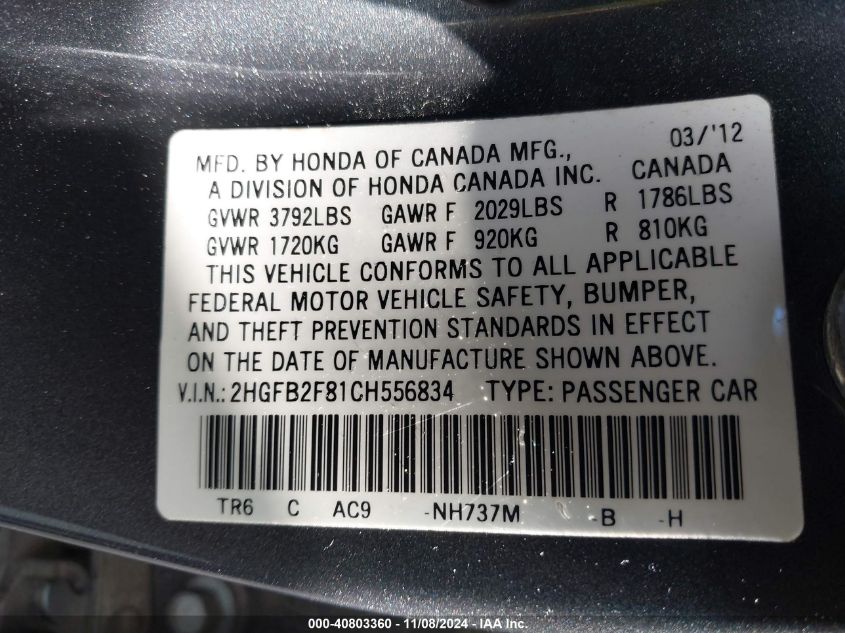 03/'12
MFD. BY HONDA OF CANADA MFG., CANADA
A DIVISION OF HONDA CANADA INC.
GVWR 3792LBS GAWR F 2029LBS R 1786LBS
GVWR 1720KG GAWR F 920KG R 810KG
THIS VEHICLE CONFORMS TO ALL APPLICABLE
FEDERAL MOTOR VEHICLE SAFETY, BUMPER,
AND THEFT PREVENTION STANDARDS IN EFFECT
ON THE DATE OF MANUFACTURE SHOWN ABOVE.
V.I.N.: 2HGFB2F81CH556834 TYPE: PASSENGER CAR
TR6 C AC9 -NH737M -B -H
000-40803360 - 11/08/2024 - IAA Inc.